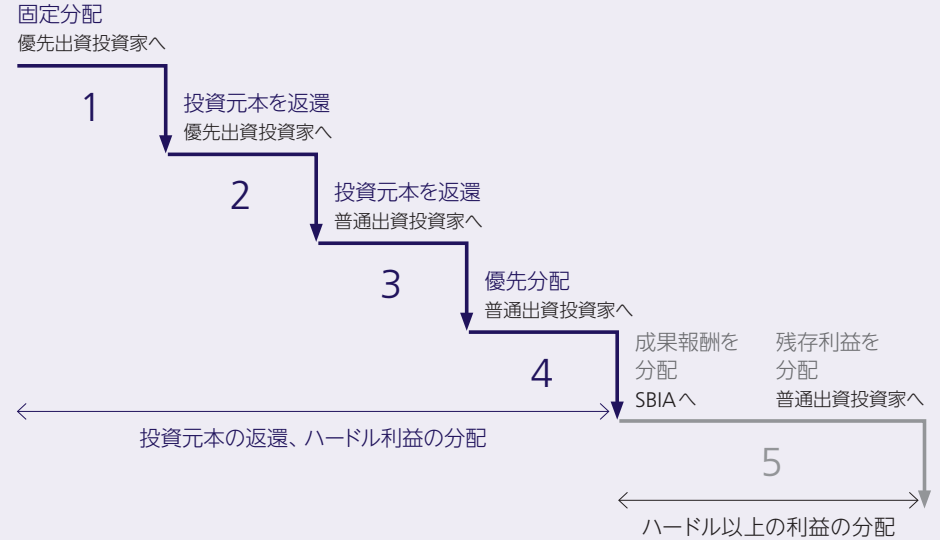 固定分配
優先出資投資家へ
1
投資元本を返還
優先出資投資家へ
2
投資元本を返還
普通出資投資家へ
3
優先分配
普通出資投資家へ
4
成果報酬を
分配
SBIAへ
残存利益を
分配
普通出資投資家へ
5
投資元本の返還、ハードル利益の分配
ハードル以上の利益の分配